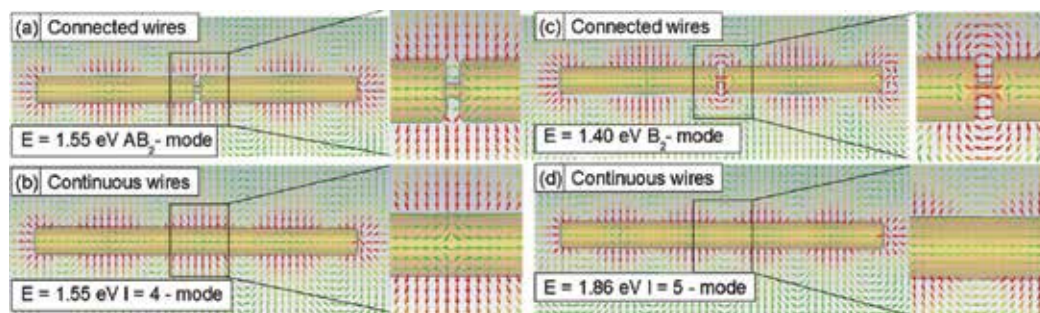 (a) Connected wires
E = 1.55 eV AB₂- mode
(b) Continuous wires
E = 1.55 eV l = 4 - mode
(c) Connected wires
E = 1.40 eV B₂- mode
(d) Continuous wires
E = 1.86 eV l = 5 - mode